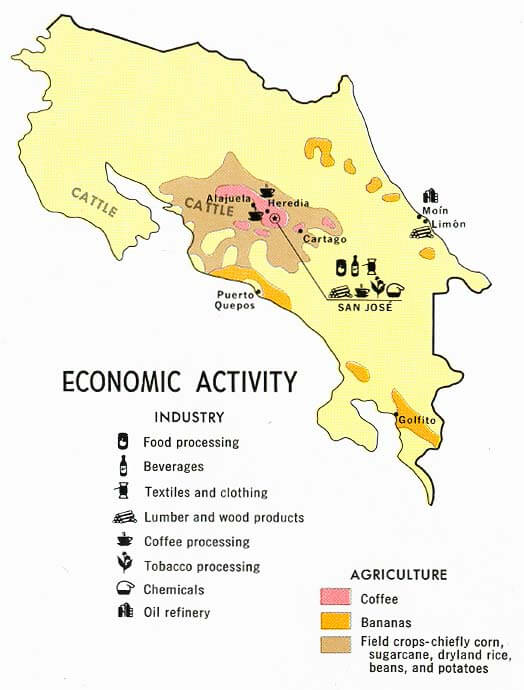 Alajuela
Heredia
CATTLE
CATTLE
Moín
Limón
Cartago
Puerto
Quepos
SAN JOSÉ
Golfito
ECONOMIC ACTIVITY
INDUSTRY
Food processing
Beverages
Textiles and clothing
Lumber and wood products
Coffee processing
Tobacco processing
Chemicals
Oil refinery
AGRICULTURE
Coffee
Bananas
Field crops-chiefly corn,
sugarcane, dryland rice,
beans, and potatoes